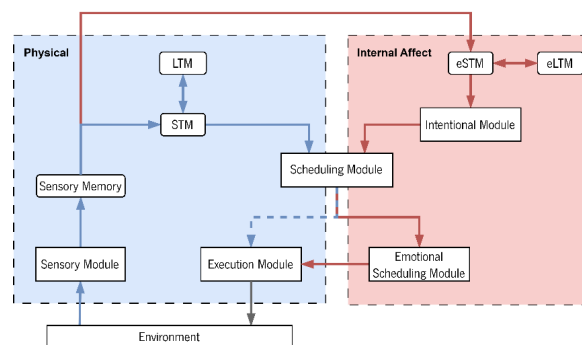 Physical
Internal Affect
LTM
eSTM
eLTM
STM
Intentional Module
Scheduling Module
Sensory Memory
Sensory Module
Execution Module
Emotional
Scheduling Module
Environment